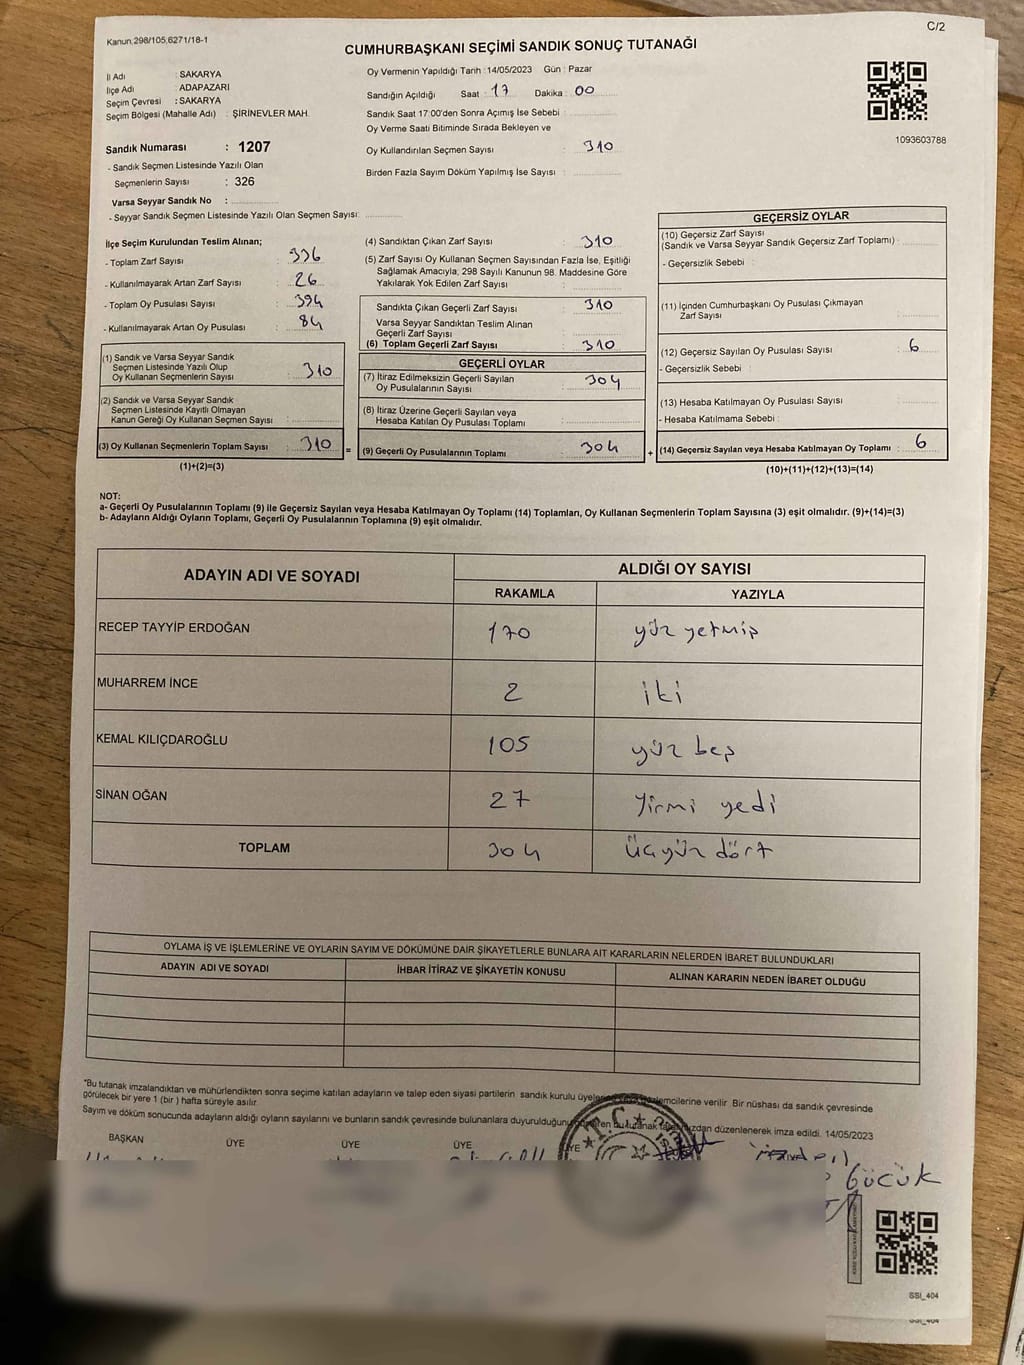 Kanun.298/105,6271/18-1
C/2
CUMHURBAŞKANI SEÇİMİ SANDIK SONUÇ TUTANAĞI
İl Adı : SAKARYA
İlçe Adı : ADAPAZARI
Seçim Çevresi : SAKARYA
Seçim Bölgesi (Mahalle Adı) : ŞİRİNEVLER MAH.
Sandık Numarası : 1207
- Sandık Seçmen Listesinde Yazılı Olan
Seçmenlerin Sayısı : 326
Varsa Seyyar Sandık No :
- Seyyar Sandık Seçmen Listesinde Yazılı Olan Seçmen Sayısı:
Oy Vermenin Yapıldığı Tarih : 14/05/2023 Gün : Pazar
Sandığın Açıldığı Saat : 17 Dakika : 00
Sandık Saat 17:00'den Sonra Açımış İse Sebebi :
Oy Verme Saati Bitiminde Sırada Bekleyen ve
Oy Kullandırılan Seçmen Sayısı : 310
Birden Fazla Sayım Döküm Yapılmış İse Sayısı :
1093603788
İlçe Seçim Kurulundan Teslim Alınan;
- Toplam Zarf Sayısı : 336
- Kullanılmayarak Artan Zarf Sayısı : 26
- Toplam Oy Pusulası Sayısı : 394
- Kullanılmayarak Artan Oy Pusulası : 84
(1) Sandık ve Varsa Seyyar Sandık
Seçmen Listesinde Yazılı Olup
Oy Kullanan Seçmenlerin Sayısı : 310
(2) Sandık ve Varsa Seyyar Sandık
Seçmen Listesinde Kayıtlı Olmayan
Kanun Gereği Oy Kullanan Seçmen Sayısı :
(3) Oy Kullanan Seçmenlerin Toplam Sayısı : 310
(1)+(2)=(3)
(4) Sandıktan Çıkan Zarf Sayısı : 310
(5) Zarf Sayısı Oy Kullanan Seçmen Sayısından Fazla İse, Eşitliği
Sağlamak Amacıyla; 298 Sayılı Kanunun 98. Maddesine Göre
Yakılarak Yok Edilen Zarf Sayısı :
Sandıkta Çıkan Geçerli Zarf Sayısı : 310
Varsa Seyyar Sandıktan Teslim Alınan
Geçerli Zarf Sayısı :
(6) Toplam Geçerli Zarf Sayısı : 310
GEÇERLİ OYLAR
(7) İtiraz Edilmeksizin Geçerli Sayılan
Oy Pusulalarının Sayısı : 304
(8) İtiraz Üzerine Geçerli Sayılan veya
Hesaba Katılan Oy Pusulası Toplamı :
= (9) Geçerli Oy Pusulalarının Toplamı : 304
GEÇERSİZ OYLAR
(10) Geçersiz Zarf Sayısı
(Sandık ve Varsa Seyyar Sandık Geçersiz Zarf Toplamı) :
- Geçersizlik Sebebi :
(11) İçinden Cumhurbaşkanı Oy Pusulası Çıkmayan
Zarf Sayısı :
(12) Geçersiz Sayılan Oy Pusulası Sayısı : 6
- Geçersizlik Sebebi :
(13) Hesaba Katılmayan Oy Pusulası Sayısı :
- Hesaba Katılmama Sebebi :
+ (14) Geçersiz Sayılan veya Hesaba Katılmayan Oy Toplamı : 6
(10)+(11)+(12)+(13)=(14)
NOT:
a- Geçerli Oy Pusulalarının Toplamı (9) ile Geçersiz Sayılan veya Hesaba Katılmayan Oy Toplamı (14) Toplamları, Oy Kullanan Seçmenlerin Toplam Sayısına (3) eşit olmalıdır. (9)+(14)=(3)
b- Adayların Aldığı Oyların Toplamı, Geçerli Oy Pusulalarının Toplamına (9) eşit olmalıdır.
ADAYIN ADI VE SOYADI ALDIĞI OY SAYISI
RAKAMLA YAZIYLA
RECEP TAYYİP ERDOĞAN 170 yüz yetmiş
MUHARREM İNCE 2 iki
KEMAL KILIÇDAROĞLU 105 yüz beş
SİNAN OĞAN 27 Yirmi yedi
TOPLAM 304 Üçyüz dört
OYLAMA İŞ VE İŞLEMLERİNE VE OYLARIN SAYIM VE DÖKÜMÜNE DAİR ŞİKAYETLERLE BUNLARA AİT KARARLARIN NELERDEN İBARET BULUNDUKLARI
ADAYIN ADI VE SOYADI İHBAR İTİRAZ VE ŞİKAYETİN KONUSU ALINAN KARARIN NEDEN İBARET OLDUĞU
"Bu tutanak imzalandıktan ve mühürlendikten sonra seçime katılan adayların ve talep eden siyasi partilerin sandık kurulu verilir. Bir nüshası da sandık çevresinde
görülecek bir yere 1 (bir ) hafta süreyle asılır.
Sayım ve döküm sonucunda adayların aldığı oyların sayılarını ve bunların sandık çevresinde bulunanlara duyurulduğunu bu tutanak düzenlenerek imza edildi. 14/05/2023
BAŞKAN ÜYE ÜYE ÜYE
T.C.
GÜCÜK
SSI_404
SSI_404